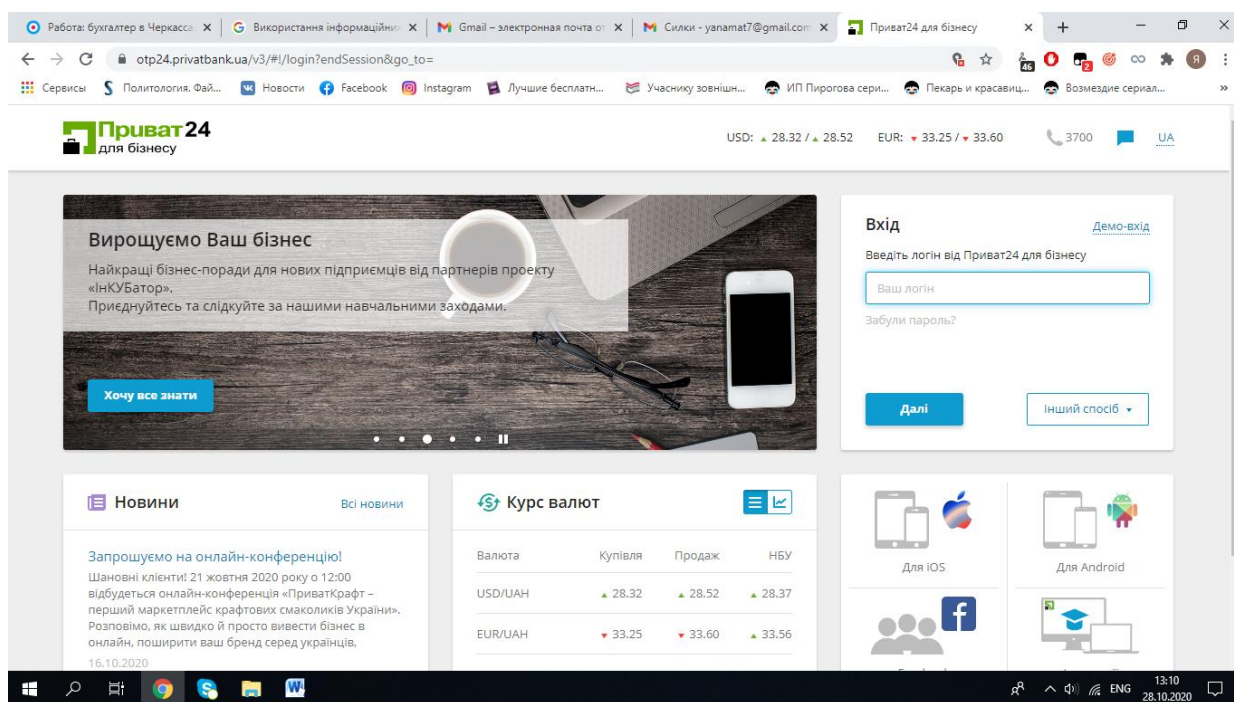 Работа: бухгалтер в Черкасса
Використання інформаційни
Gmail – электронная почта от
Силки - yanamat7@gmail.com
Приват24 для бізнесу
otp24.privatbank.ua/v3/#!/login?endSession&go_to=
46
2
Я
Сервисы
Политология. Фай...
Новости
Facebook
Instagram
Лучшие бесплатн...
Учаснику зовнішн...
ИП Пирогова сери...
Пекарь и красавиц...
Возмездие сериал...
»
Приват24
для бізнесу
USD: 28.32 / 28.52 EUR: 33.25 / 33.60
3700
UA
Вирощуємо Ваш бізнес
Найкращі бізнес-поради для нових підприємців від партнерів проекту
«інКУБатор».
Приєднуйтесь та слідкуйте за нашими навчальними заходами.
Хочу все знати
Вхід
Демо-вхід
Введіть логін від Приват24 для бізнесу
Ваш логін
Забули пароль?
Далі
Інший спосіб
Новини
Всі новини
Запрошуємо на онлайн-конференцію!
Шановні клієнти! 21 жовтня 2020 року о 12:00
відбудеться онлайн-конференція «ПриватКрафт –
перший маркетплейс крафтових смаколиків України».
Розповімо, як швидко й просто вивести бізнес в
онлайн, поширити ваш бренд серед українців,
16.10.2020
Курс валют
Валюта Купівля Продаж НБУ
USD/UAH 28.32 28.52 28.37
EUR/UAH 33.25 33.60 33.56
Для iOS
Для Android
ENG
13:10
28.10.2020